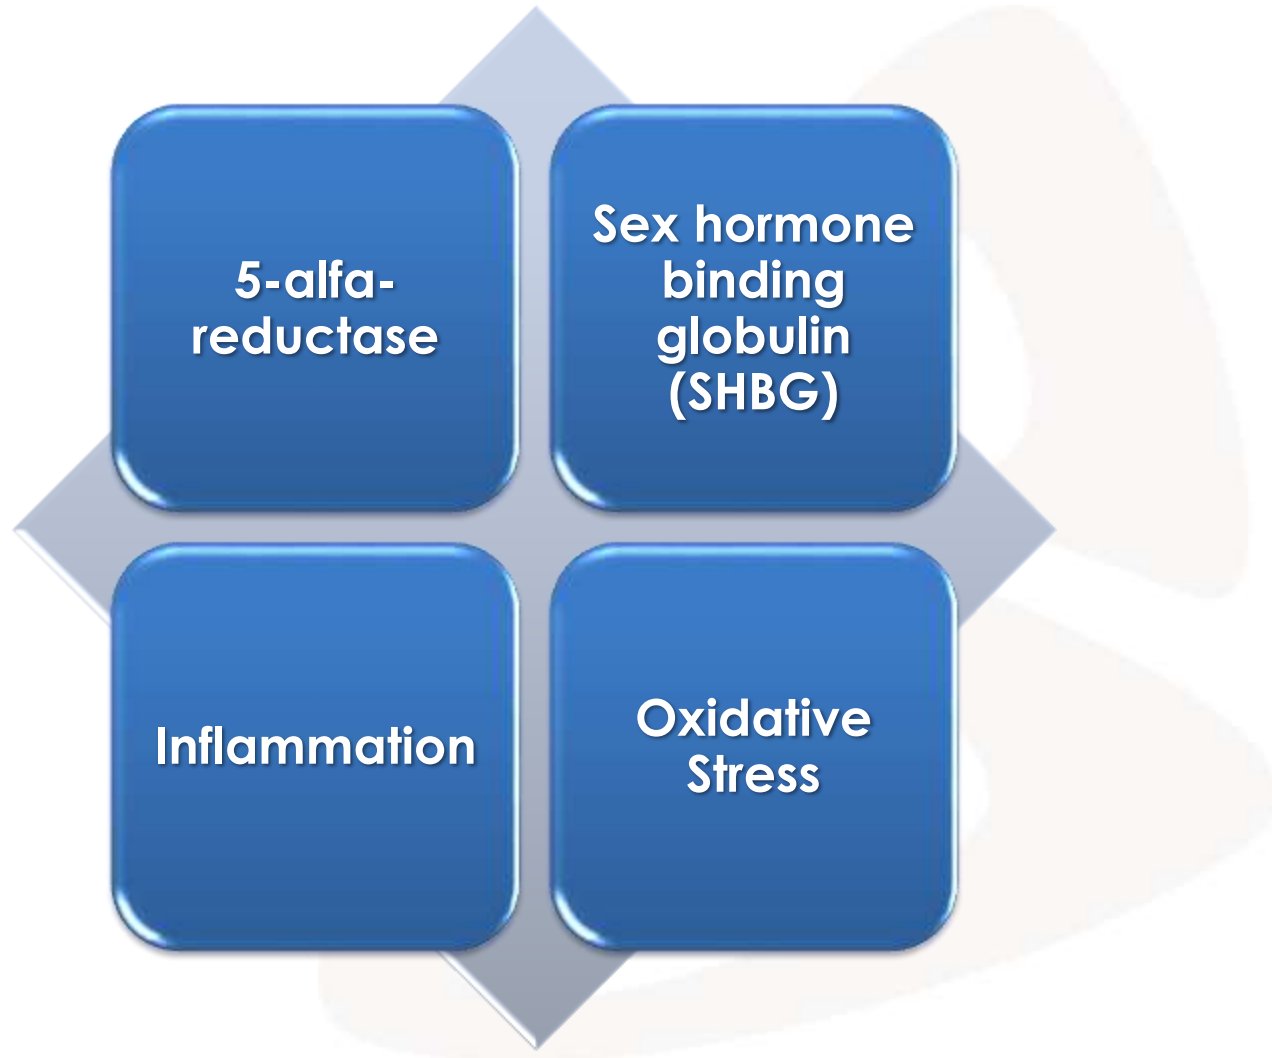 5-alfa-
reductase
Sex hormone
binding
globulin
(SHBG)
Inflammation
Oxidative
Stress